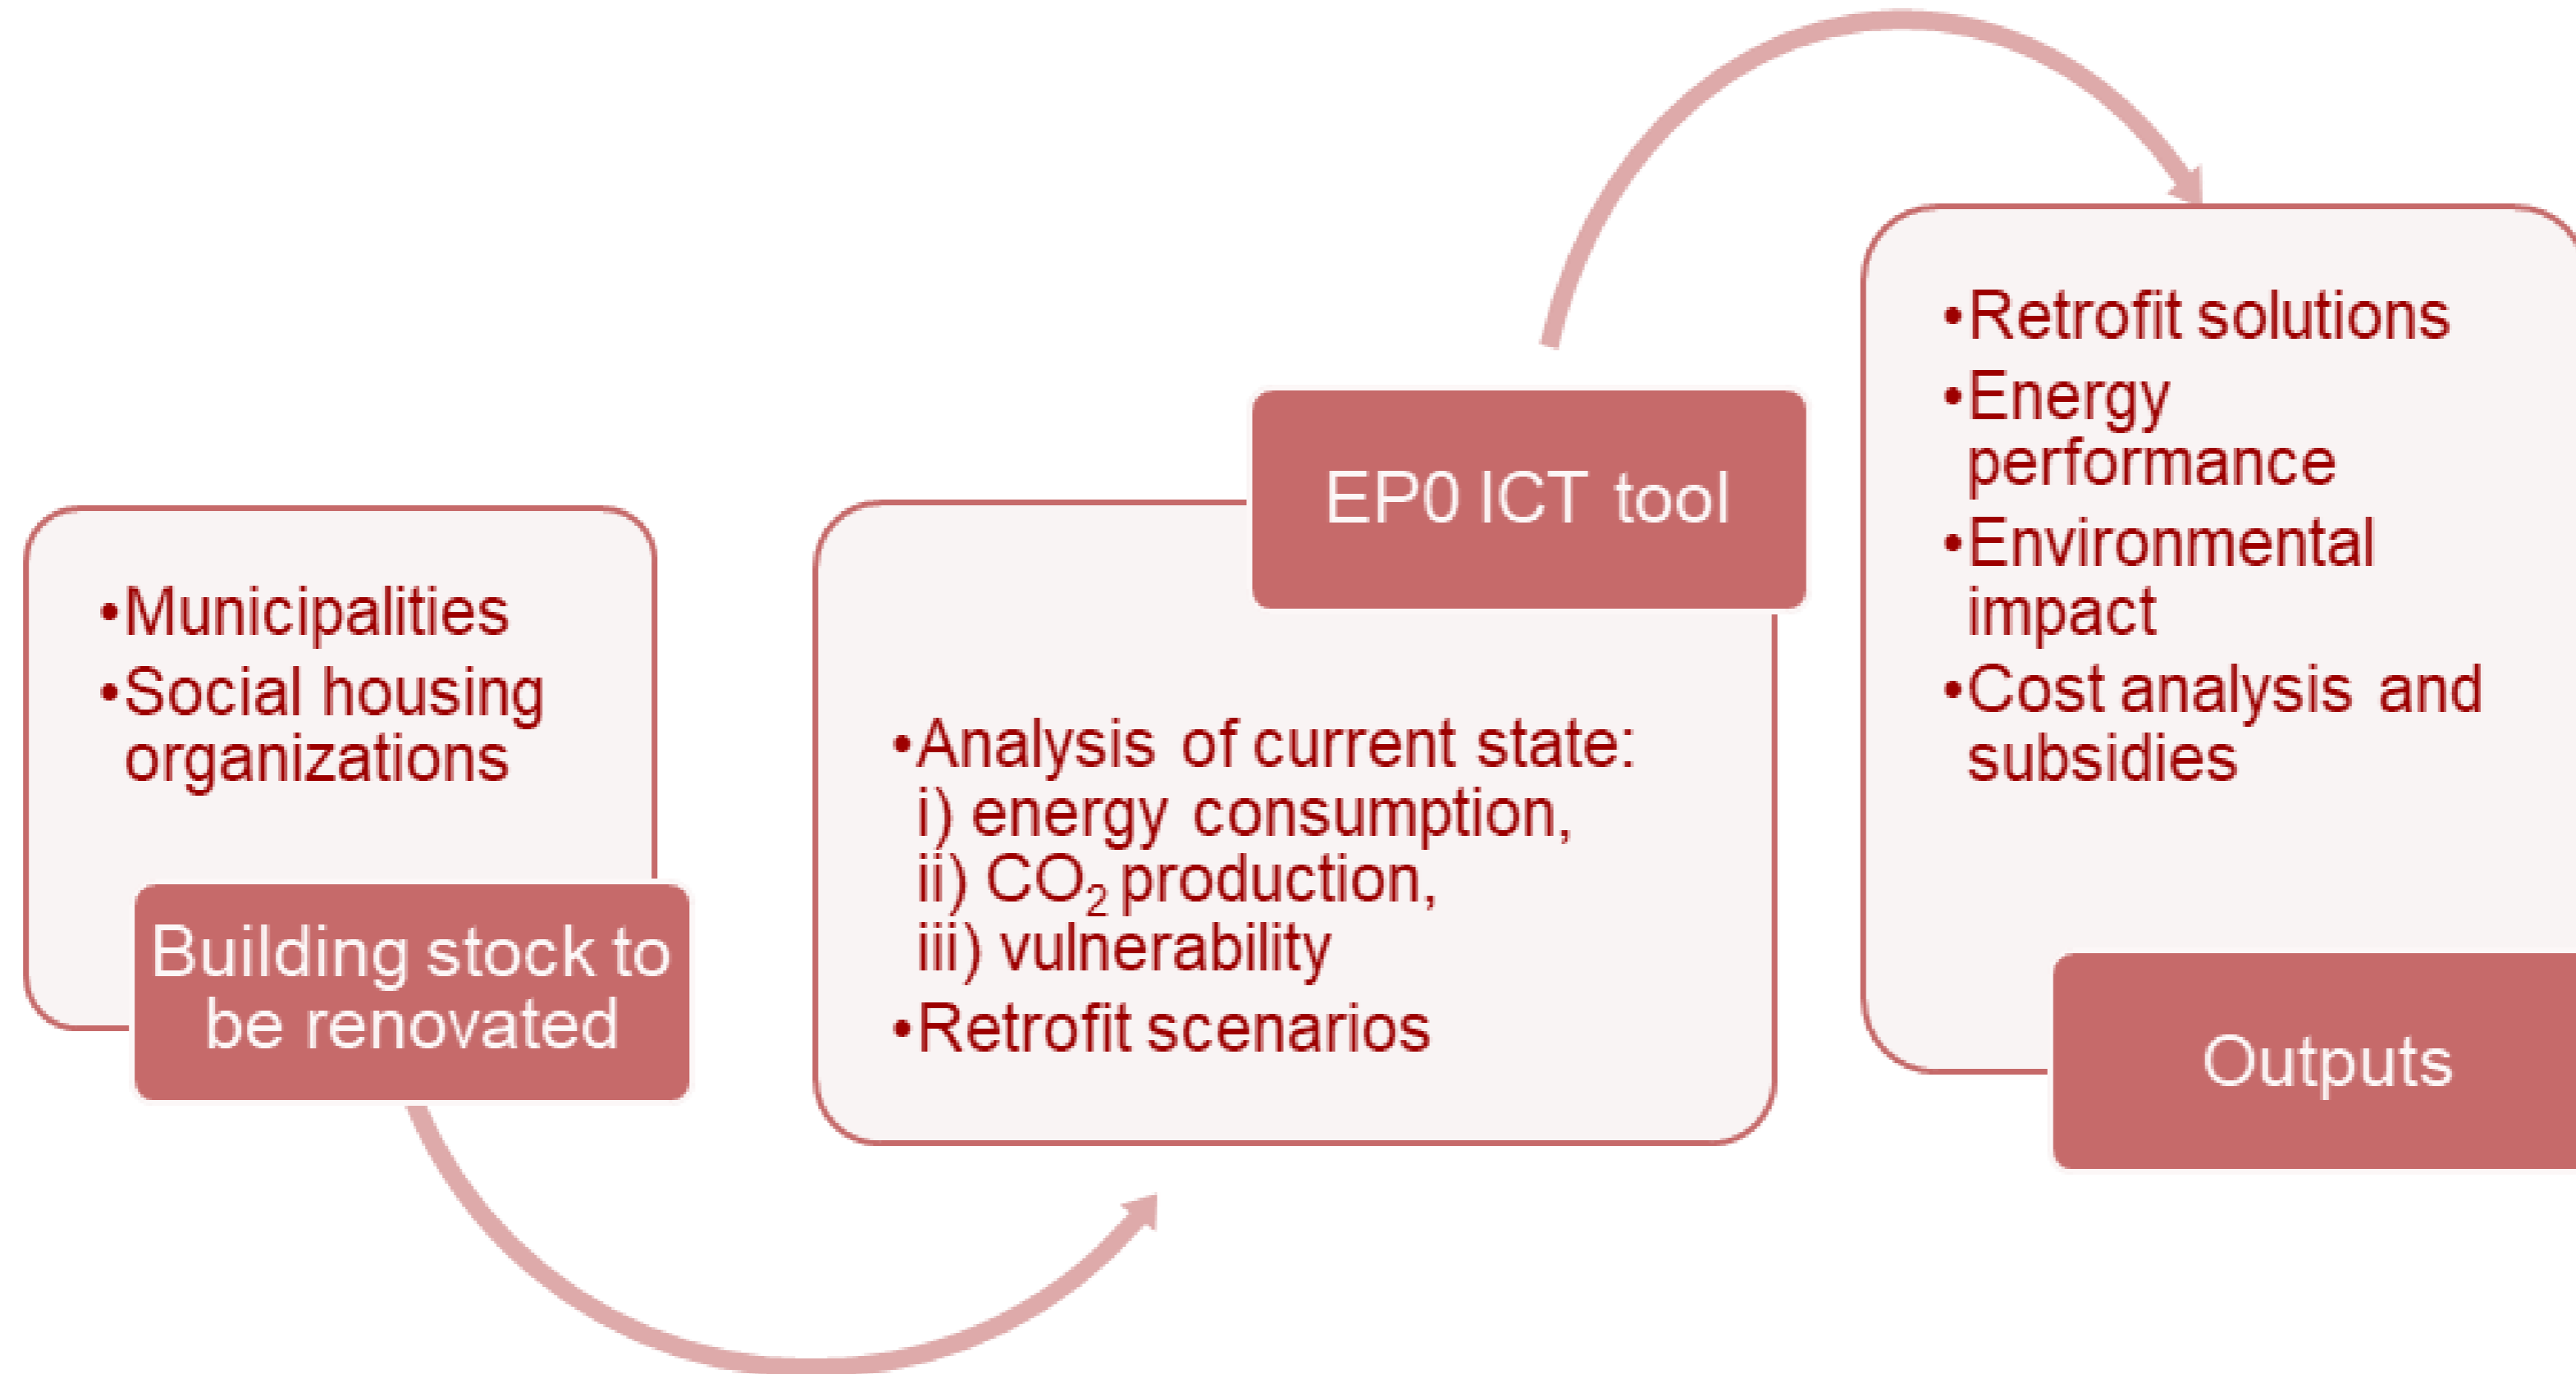 •Municipalities
•Social housing
organizations
Building stock to
be renovated
EP0 ICT tool
•Analysis of current state:
i) energy consumption,
ii) CO₂ production,
iii) vulnerability
•Retrofit scenarios
•Retrofit solutions
•Energy
performance
•Environmental
impact
•Cost analysis and
subsidies
Outputs